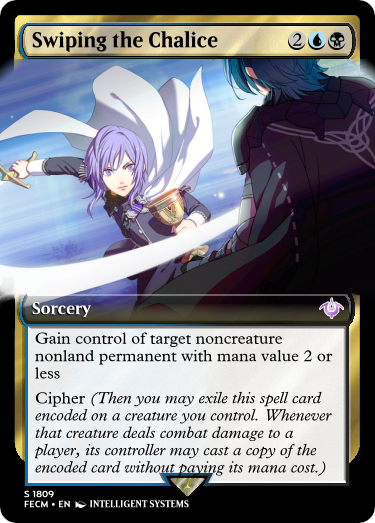 Swiping the Chalice 2
Sorcery
Gain control of target noncreature
nonland permanent with mana value 2 or
less
Cipher (Then you may exile this spell card
encoded on a creature you control. Whenever
that creature deals combat damage to a
player, its controller may cast a copy of the
encoded card without paying its mana cost.)
S 1809
FECM • EN INTELLIGENT SYSTEMS